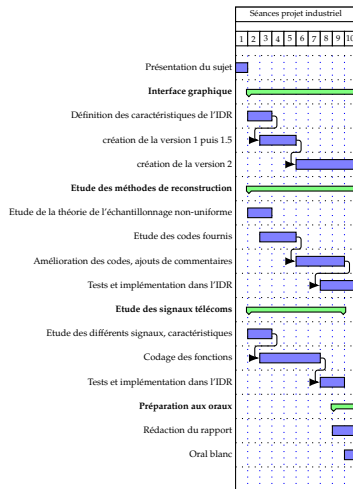 Séances projet industriel
1 2 3 4 5 6 7 8 9 10
Présentation du sujet
Interface graphique
Définition des caractéristiques de l'IDR
création de la version 1 puis 1.5
création de la version 2
Etude des méthodes de reconstruction
Etude de la théorie de l'échantillonnage non-uniforme
Etude des codes fournis
Amélioration des codes, ajouts de commentaires
Tests et implémentation dans l'IDR
Etude des signaux télécoms
Etude des différents signaux, caractéristiques
Codage des fonctions
Tests et implémentation dans l'IDR
Préparation aux oraux
Rédaction du rapport
Oral blanc